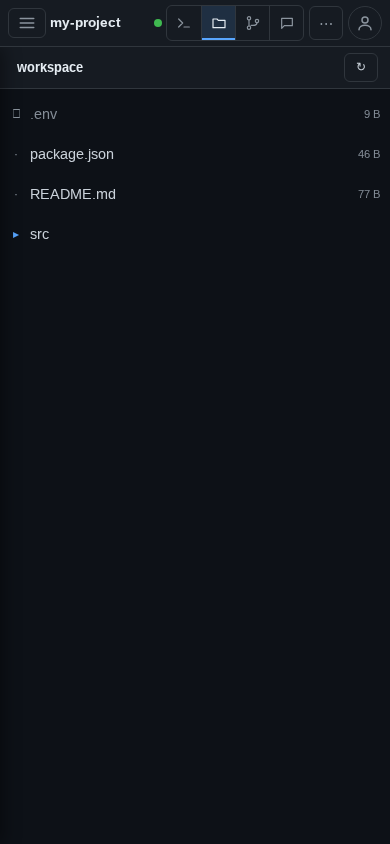 my-project
workspace
.env 9 B
package.json 46 B
README.md 77 B
src